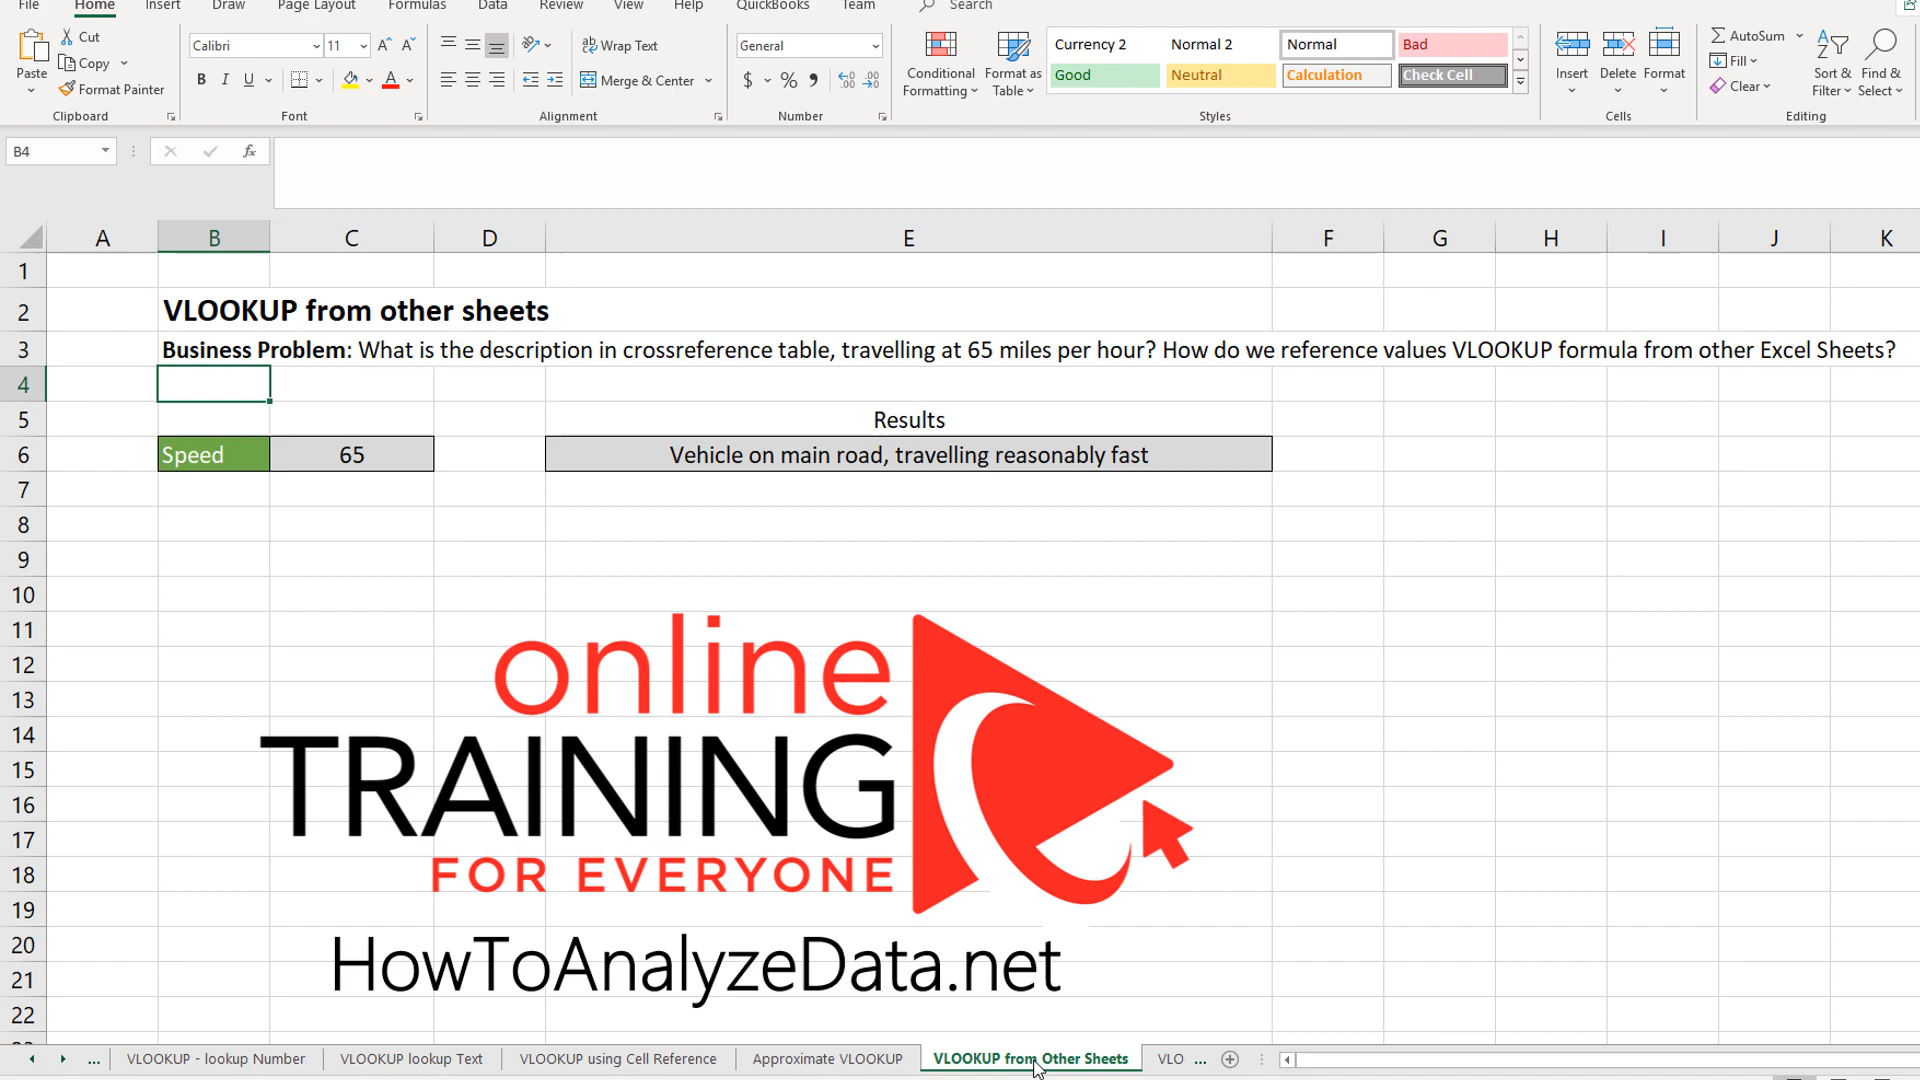 File Home Insert Draw Page Layout Formulas Data Review View Help QuickBooks Team Search
Paste
Cut
Copy
Format Painter
Clipboard
Calibri 11
B I U
Font
Wrap Text
Merge & Center
Alignment
General
$ %
Number
Conditional Formatting
Format as Table
Currency 2 Normal 2 Normal Bad
Good Neutral Calculation Check Cell
Styles
Insert Delete Format
Cells
AutoSum
Fill
Clear
Sort & Filter
Find & Select
Editing
B4 fx
A B C D E F G H I J K
1
2 VLOOKUP from other sheets
3 Business Problem: What is the description in crossreference table, travelling at 65 miles per hour? How do we reference values VLOOKUP formula from other Excel Sheets?
4
5 Results
6 Speed 65 Vehicle on main road, travelling reasonably fast
7
8
9
10
11
12
13
14
15
16
17
18
19
20
21
22
online
TRAINING
FOR EVERYONE
HowToAnalyzeData.net
... VLOOKUP - lookup Number VLOOKUP lookup Text VLOOKUP using Cell Reference Approximate VLOOKUP VLOOKUP from Other Sheets VLO ...